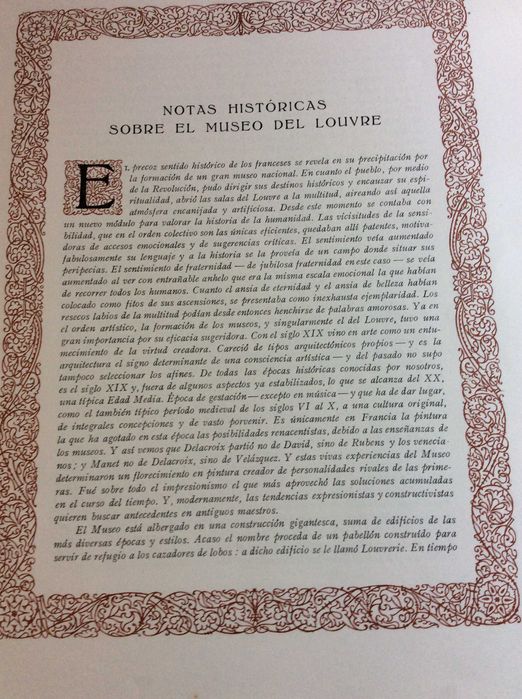 NOTAS HISTÓRICAS
SOBRE EL MUSEO DEL LOUVRE
EL precoz sentido histórico de los franceses se revela en su precipitación por
la formación de un gran museo nacional. En cuanto el pueblo, por medio
de la Revolución, pudo dirigir sus destinos históricos y encauzar su espi-
ritualidad, abrió las salas del Louvre a la multitud, aireando así aquella
atmósfera encanijada y artificiosa. Desde este momento se contaba con
un nuevo módulo para valorar la historia de la humanidad. Las vicisitudes de la sensi-
bilidad, que en el orden colectivo son las únicas eficientes, quedaban allí patentes, motiva-
doras de accesos emocionales y de sugerencias críticas. El sentimiento veía aumentado
fabulosamente su lenguaje y a la historia se la proveía de un campo donde situar sus
peripecias. El sentimiento de fraternidad — de jubilosa fraternidad en este caso — se veía
aumentado al ver con entrañable anhelo que era la misma escala emocional la que habían
de recorrer todos los humanos. Cuanto el ansia de eternidad y el ansia de belleza habían
colocado como fitos de sus ascensiones, se presentaba como inexhausta ejemplaridad. Los
resecos labios de la multitud podían desde entonces henchirse de palabras amorosas. Ya en
el orden artístico, la formación de los museos, y singularmente el del Louvre, tuvo una
gran importancia por su eficacia sugeridora. Con el siglo XIX vino en arte como un entu-
mecimiento de la virtud creadora. Careció de tipos arquitectónicos propios — y es la
arquitectura el signo determinante de una consciencia artística — y del pasado no supo
tampoco seleccionar los afines. De todas las épocas históricas conocidas por nosotros,
es el siglo XIX y, fuera de algunos aspectos ya estabilizados, lo que se alcanza del XX,
una típica Edad Media. Época de gestación — excepto en música — y que ha de dar lugar,
como el también típico período medieval de los siglos VI al X, a una cultura original,
de integrales concepciones y de vasto porvenir. Es únicamente en Francia la pintura
la que ha agotado en esta época las posibilidades renacentistas, debido a las enseñanzas de
los museos. Y así vemos que Delacroix partió no de David, sino de Rubens y los venecia-
nos ; y Manet no de Delacroix, sino de Velázquez. Y estas vivas experiencias del Museo
determinaron un florecimiento en pintura creador de personalidades rivales de las prime-
ras. Fué sobre todo el impresionismo el que más aprovechó las soluciones acumuladas
en el curso del tiempo. Y, modernamente, las tendencias expresionistas y constructivistas
quieren buscar antecedentes en antiguos maestros.
El Museo está albergado en una construcción gigantesca, suma de edificios de las
más diversas épocas y estilos. Acaso el nombre proceda de un pabellón construído para
servir de refugio a los cazadores de lobos : a dicho edificio se le llamó Louvrerie. En tiempo